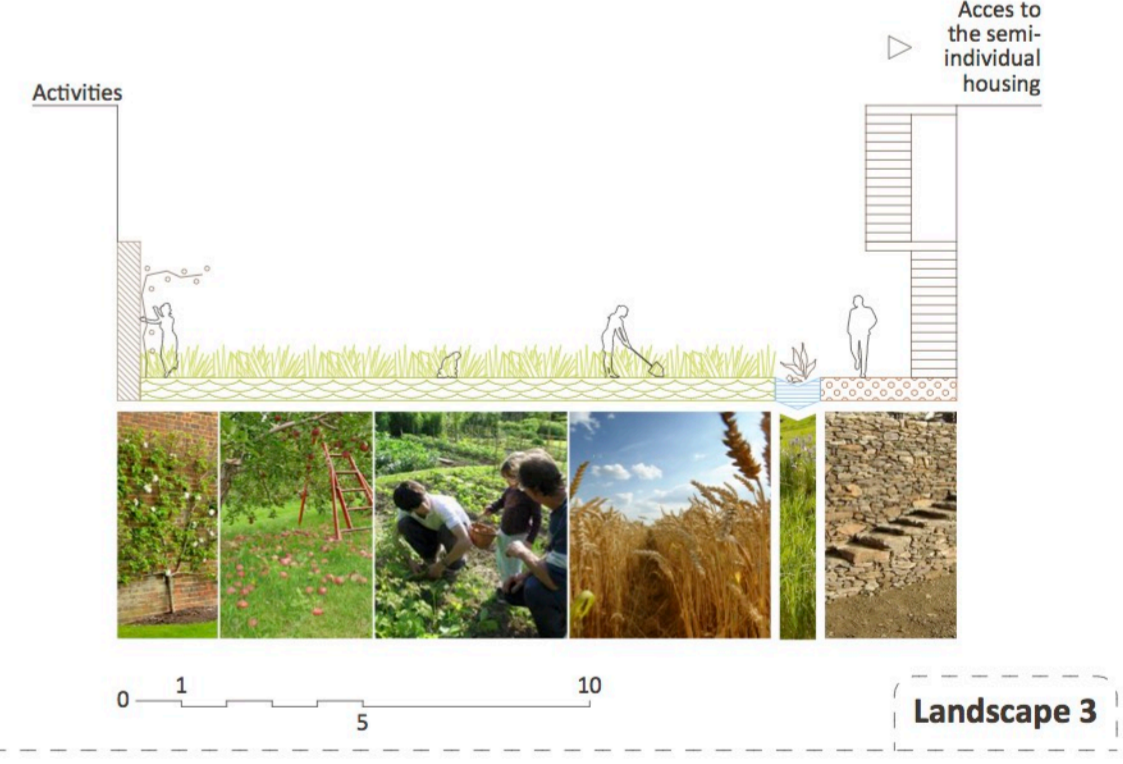 Acces to
the semi-
individual
housing
Activities
0
1
5
10
Landscape 3